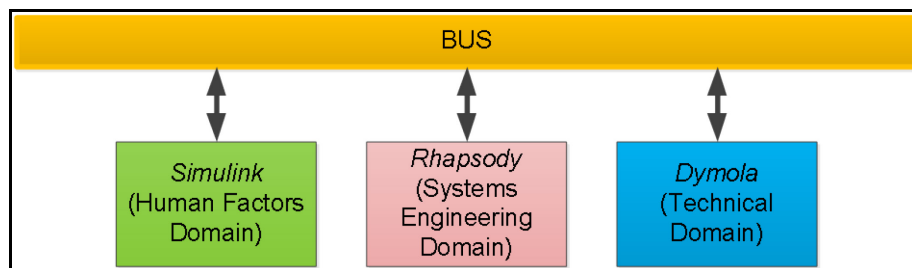 BUS
Simulink
(Human Factors
Domain)
Rhapsody
(Systems
Engineering
Domain)
Dymola
(Technical
Domain)